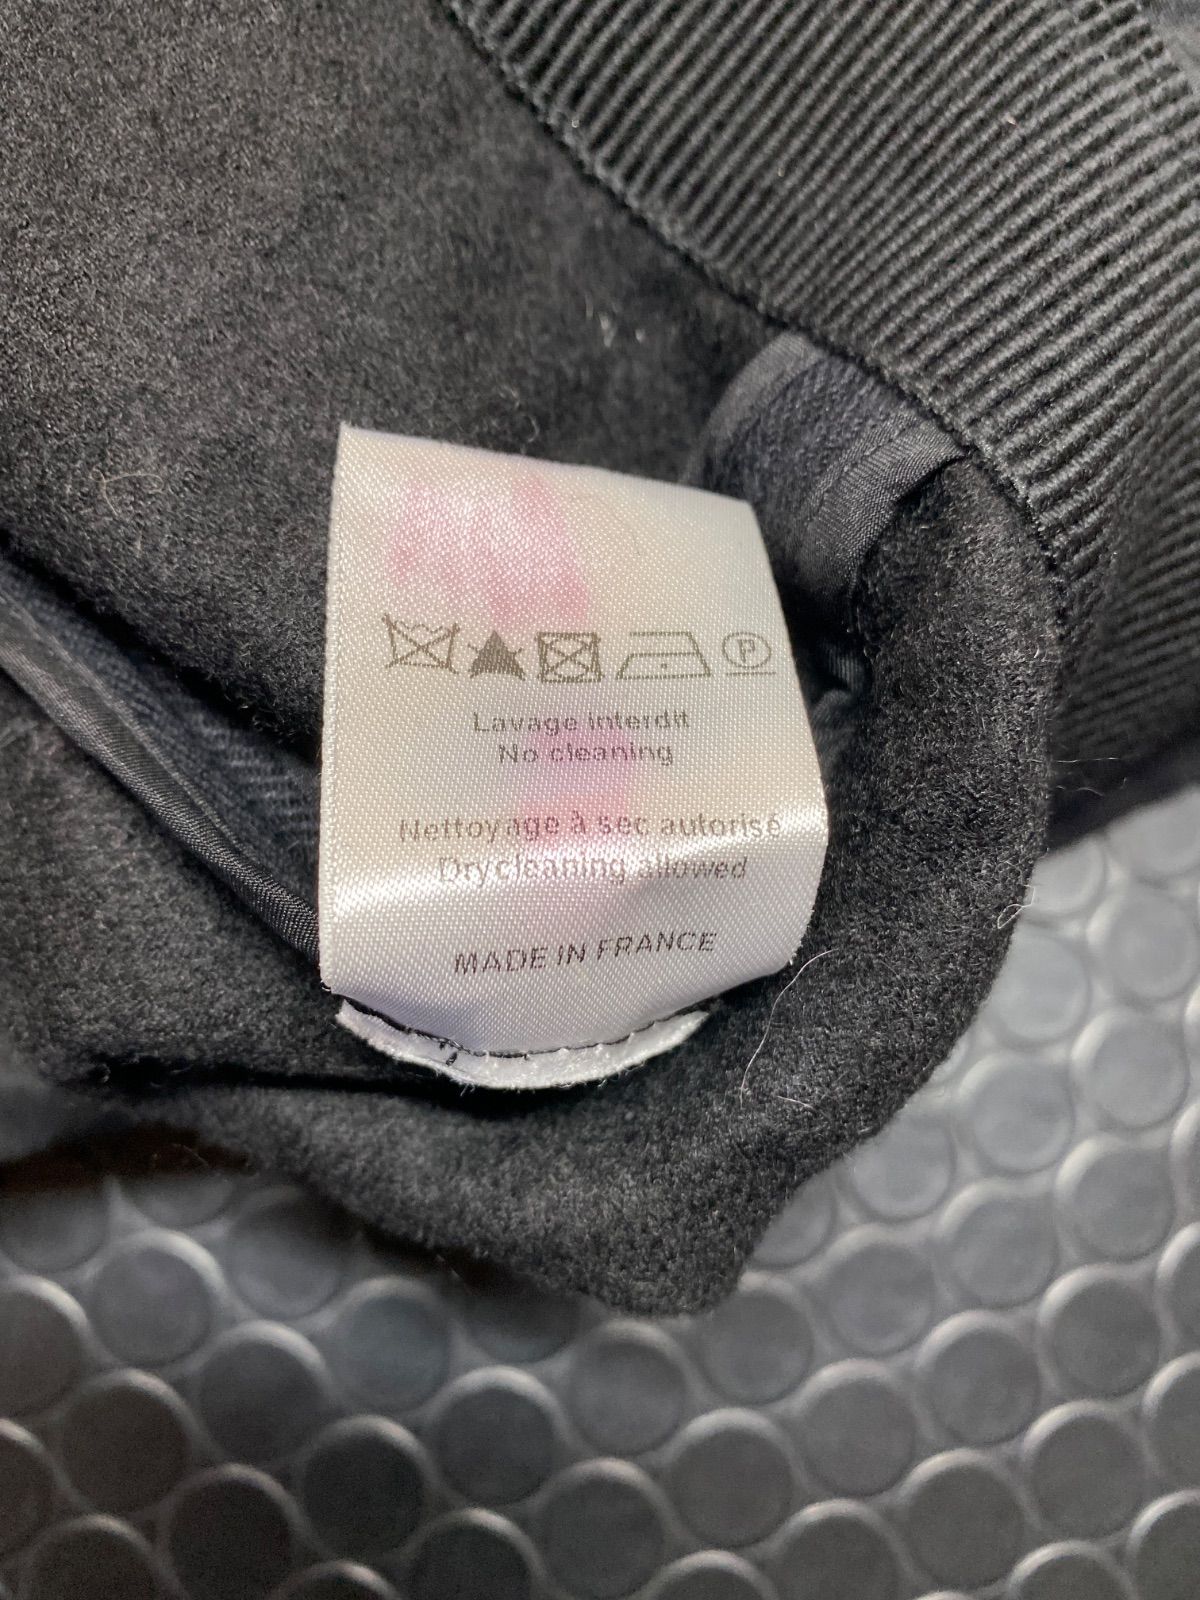 P
Lavage interdit
No cleaning
Nettoyage à sec autorisé
Drycleaning allowed
MADE IN FRANCE